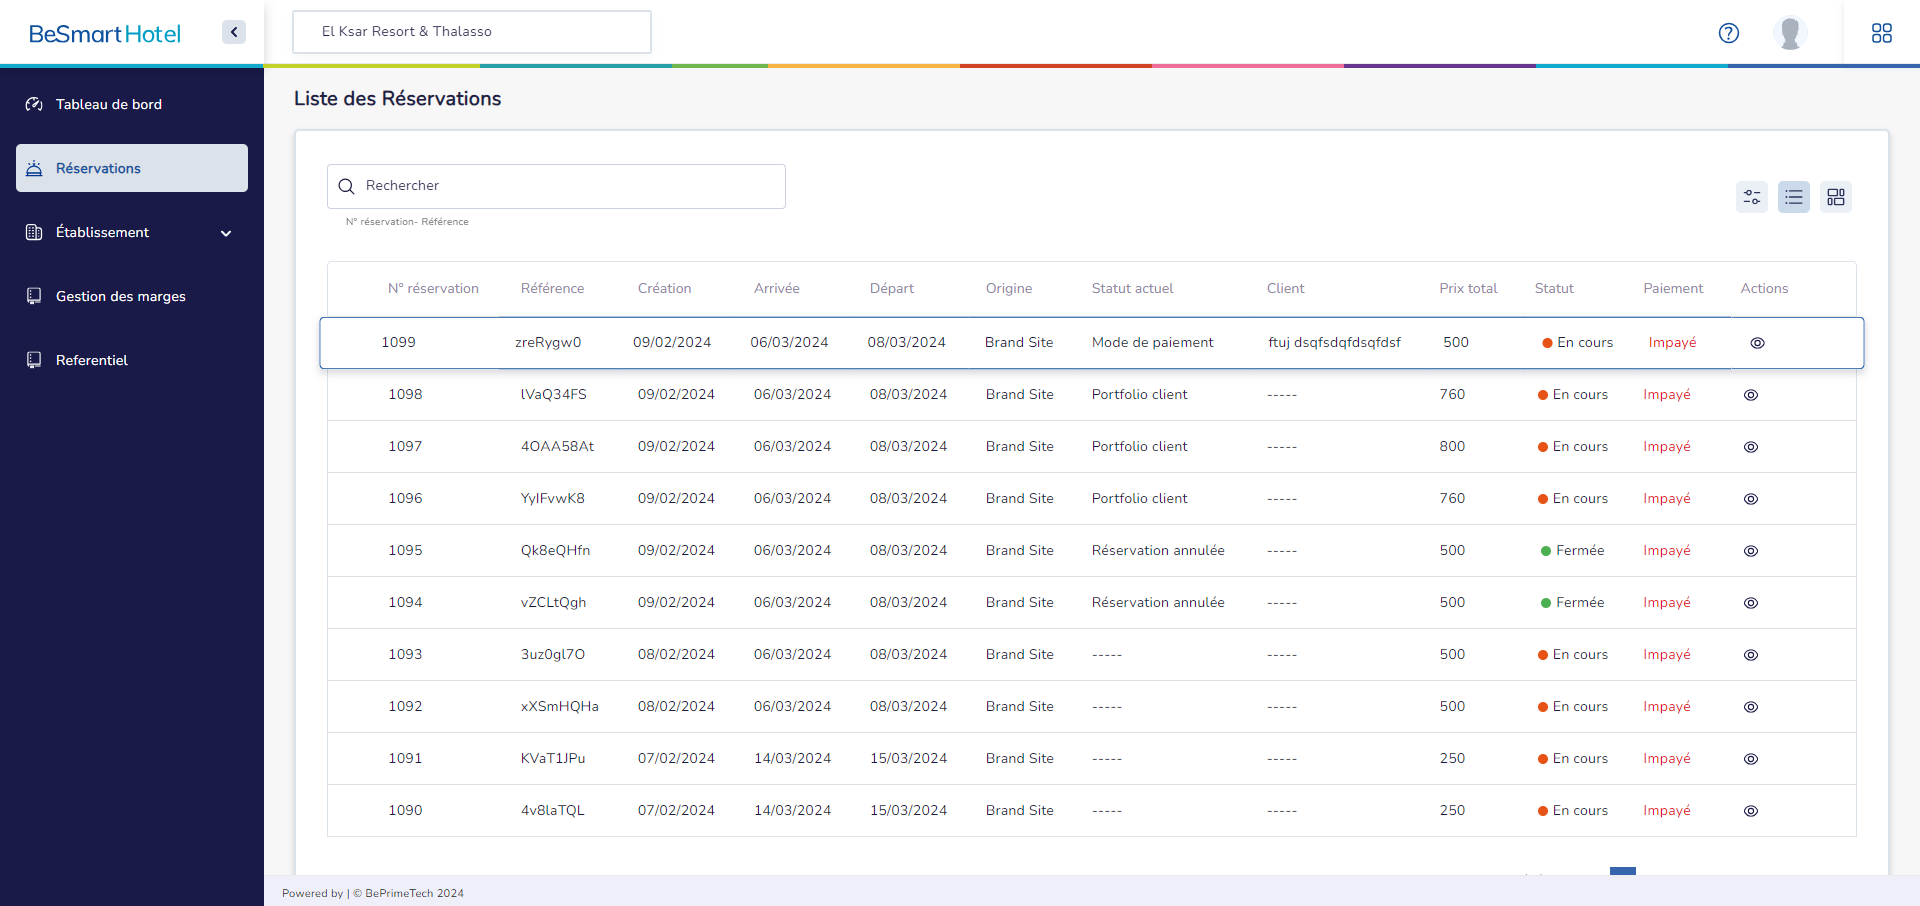 BeSmart Hotel
El Ksar Resort & Thalasso
Tableau de bord
Réservations
Établissement
Gestion des marges
Referentiel
Liste des Réservations
Rechercher
N° réservation- Référence
N° réservation Référence Création Arrivée Départ Origine Statut actuel Client Prix total Statut Paiement Actions
1099 zreRygw0 09/02/2024 06/03/2024 08/03/2024 Brand Site Mode de paiement ftuj dsqfsdqfdsqfdsf 500 En cours Impayé
1098 lVaQ34FS 09/02/2024 06/03/2024 08/03/2024 Brand Site Portfolio client ----- 760 En cours Impayé
1097 4OAA58At 09/02/2024 06/03/2024 08/03/2024 Brand Site Portfolio client ----- 800 En cours Impayé
1096 YyIFvwK8 09/02/2024 06/03/2024 08/03/2024 Brand Site Portfolio client ----- 760 En cours Impayé
1095 Qk8eQHfn 09/02/2024 06/03/2024 08/03/2024 Brand Site Réservation annulée ----- 500 Fermée Impayé
1094 vZCLtQgh 09/02/2024 06/03/2024 08/03/2024 Brand Site Réservation annulée ----- 500 Fermée Impayé
1093 3uz0gl7O 08/02/2024 06/03/2024 08/03/2024 Brand Site ----- ----- 500 En cours Impayé
1092 xXSmHQHa 08/02/2024 06/03/2024 08/03/2024 Brand Site ----- ----- 500 En cours Impayé
1091 KVaT1JPu 07/02/2024 14/03/2024 15/03/2024 Brand Site ----- ----- 250 En cours Impayé
1090 4v8laTQL 07/02/2024 14/03/2024 15/03/2024 Brand Site ----- ----- 250 En cours Impayé
Powered by | © BePrimeTech 2024